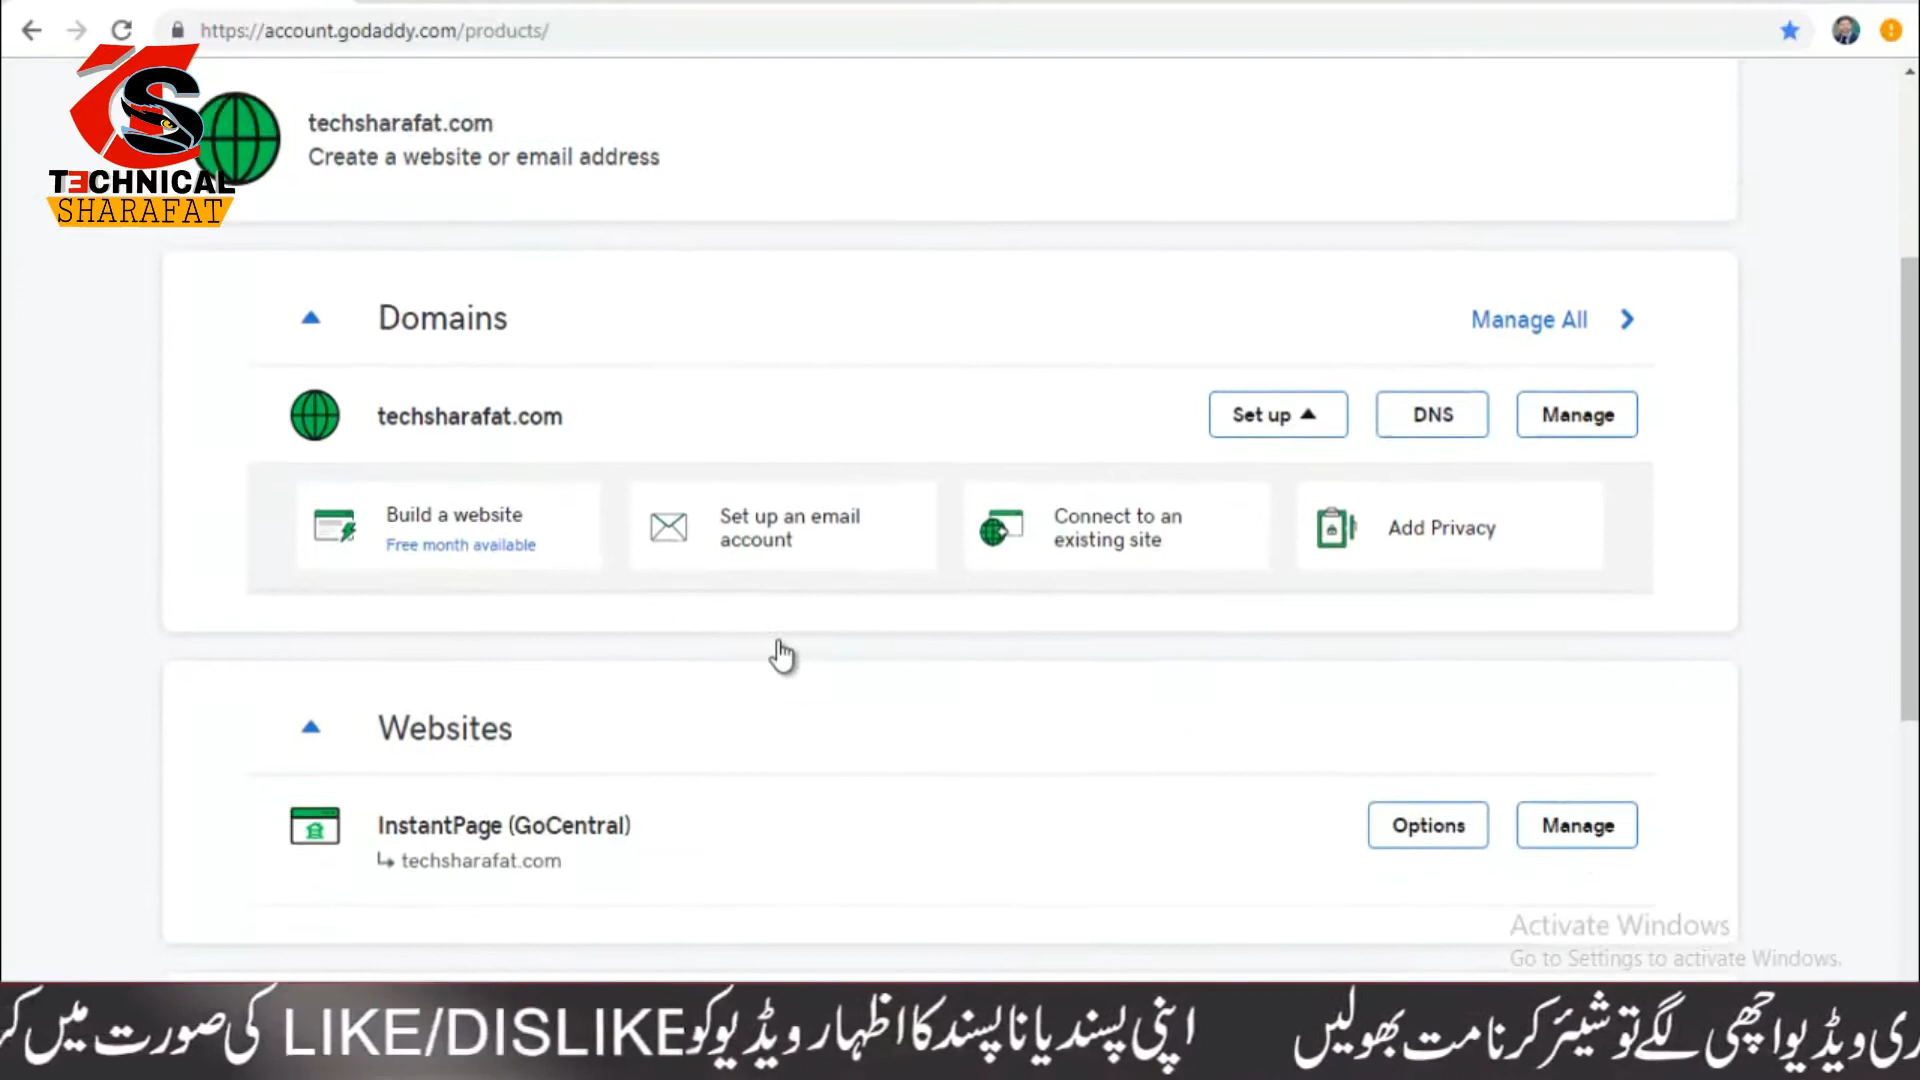 https://account.godaddy.com/products/
TECHNICAL
SHARAFAT
techsharafat.com
Create a website or email address
Domains
Manage All
techsharafat.com
Set up
DNS
Manage
Build a website
Free month available
Set up an email
account
Connect to an
existing site
Add Privacy
Websites
InstantPage (GoCentral)
Options
Manage
techsharafat.com
Activate Windows
Go to Settings to activate Windows.
ویڈیو اچھی لگے تو شیئر کرنا مت بھولیں اپنی پسند یا ناپسند کا اظہار ویڈیو کو LIKE/DISLIKE کی صورت میں